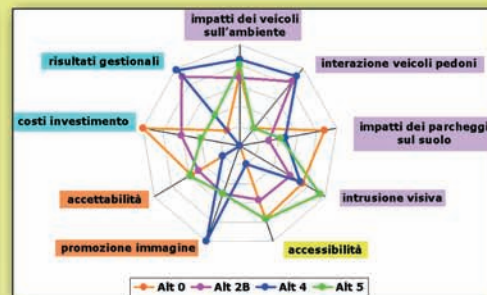 impatti dei veicoli
sull'ambiente
risultati gestionali
interazione veicoli pedoni
costi investimento
impatti dei parcheggi
sul suolo
accettabilità
intrusione visiva
promozione immagine
accessibilità
Alt 0
Alt 2B
Alt 4
Alt 5